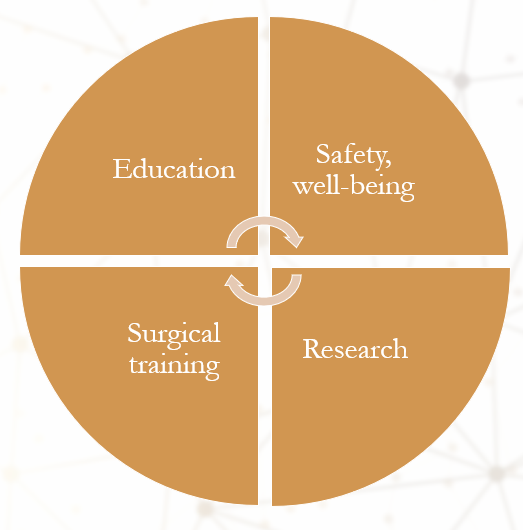 Education
Safety,
well-being
Surgical
training
Research